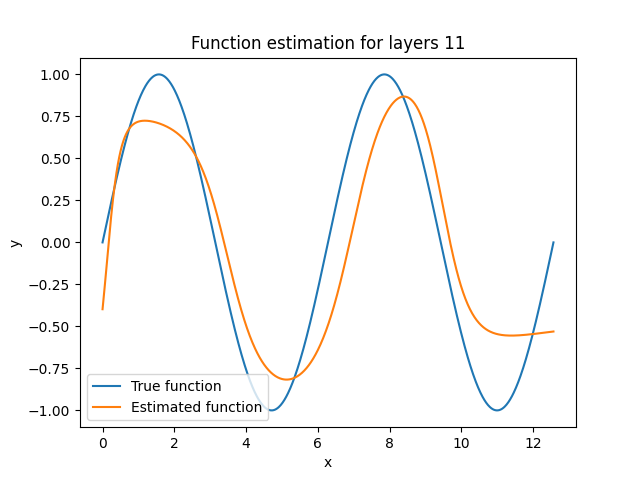 Function estimation for layers 11
y
1.00
0.75
0.50
0.25
0.00
−0.25
−0.50
−0.75
−1.00
True function
Estimated function
0 2 4 6 8 10 12
x